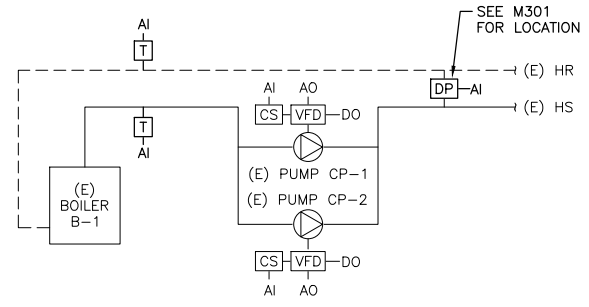 SEE M301
FOR LOCATION
AI
T
(E) HR
DP
AI
(E) HS
T
AI
AI
AO
CS
VFD
DO
(E) PUMP CP-1
(E) PUMP CP-2
(E)
BOILER
B-1
CS
VFD
DO
AI
AO